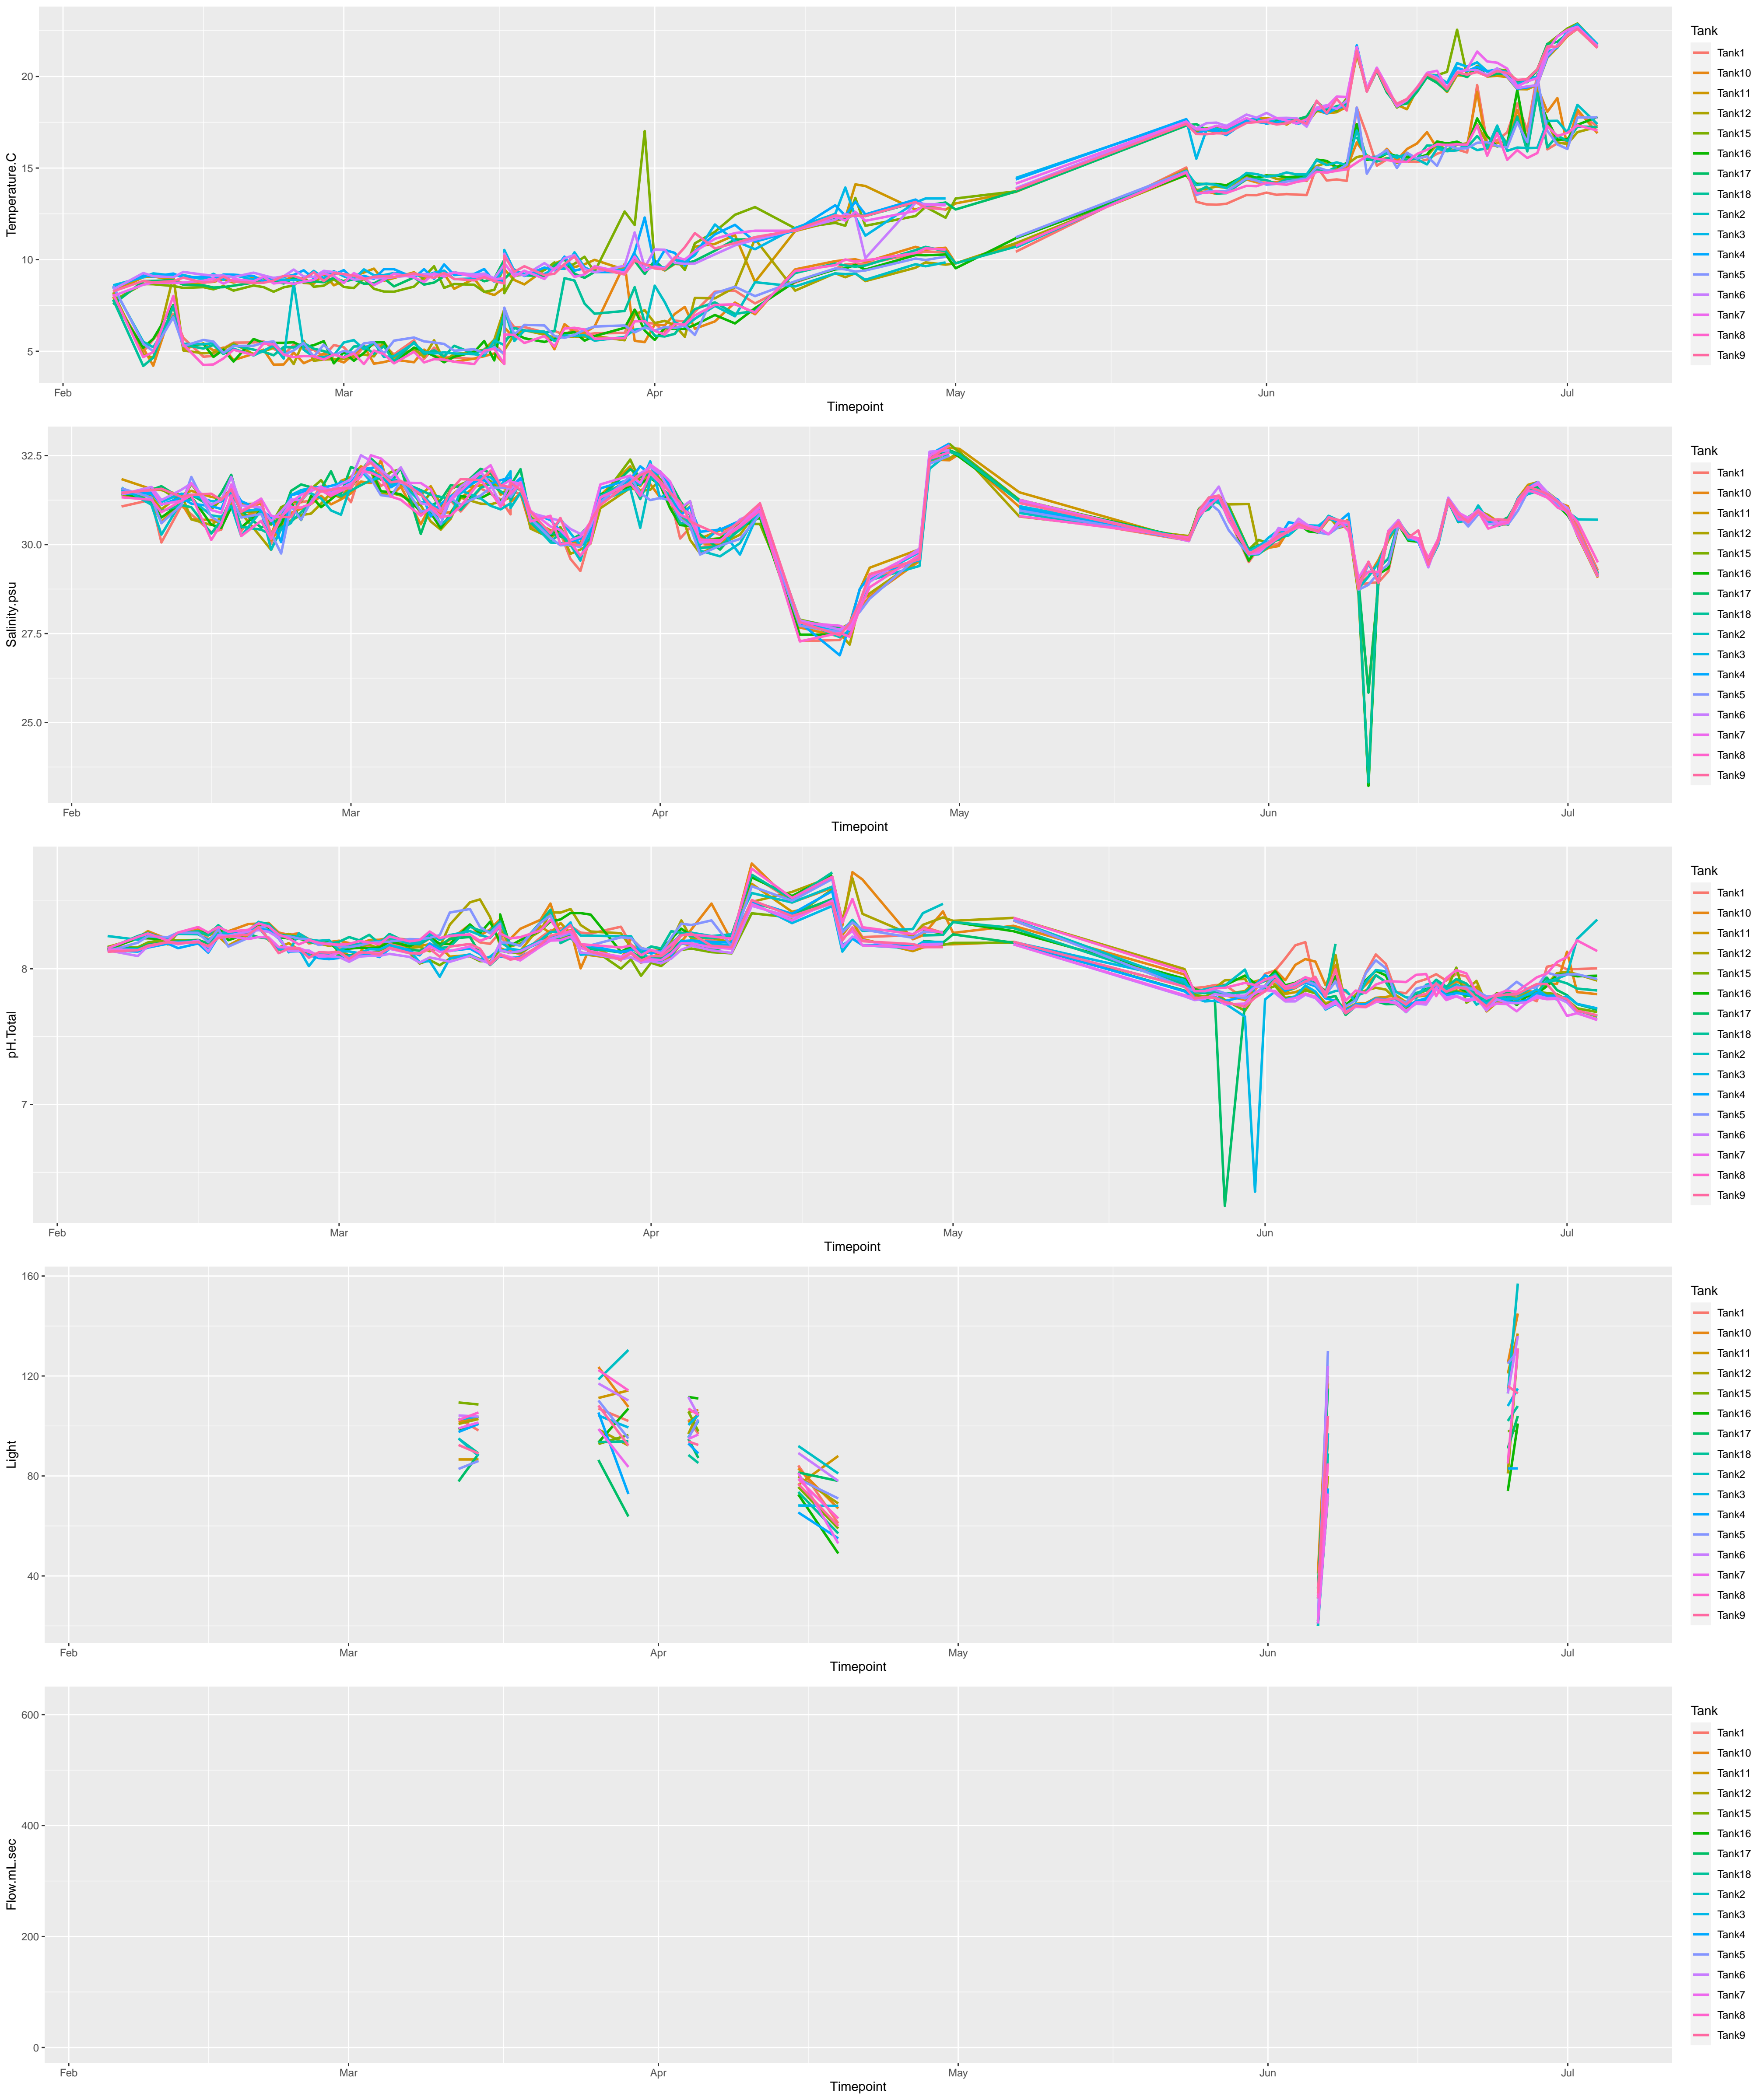 Temperature.C
20
15
10
5
Feb
Mar
Apr
May
Jun
Jul
Timepoint
Tank
Tank1
Tank10
Tank11
Tank12
Tank15
Tank16
Tank17
Tank18
Tank2
Tank3
Tank4
Tank5
Tank6
Tank7
Tank8
Tank9
Salinity.psu
32.5
30.0
27.5
25.0
Feb
Mar
Apr
May
Jun
Jul
Timepoint
Tank
Tank1
Tank10
Tank11
Tank12
Tank15
Tank16
Tank17
Tank18
Tank2
Tank3
Tank4
Tank5
Tank6
Tank7
Tank8
Tank9
pH.Total
8
7
Feb
Mar
Apr
May
Jun
Jul
Timepoint
Tank
Tank1
Tank10
Tank11
Tank12
Tank15
Tank16
Tank17
Tank18
Tank2
Tank3
Tank4
Tank5
Tank6
Tank7
Tank8
Tank9
Light
160
120
80
40
Feb
Mar
Apr
May
Jun
Jul
Timepoint
Tank
Tank1
Tank10
Tank11
Tank12
Tank15
Tank16
Tank17
Tank18
Tank2
Tank3
Tank4
Tank5
Tank6
Tank7
Tank8
Tank9
Flow.mL.sec
600
400
200
0
Feb
Mar
Apr
May
Jun
Jul
Timepoint
Tank
Tank1
Tank10
Tank11
Tank12
Tank15
Tank16
Tank17
Tank18
Tank2
Tank3
Tank4
Tank5
Tank6
Tank7
Tank8
Tank9